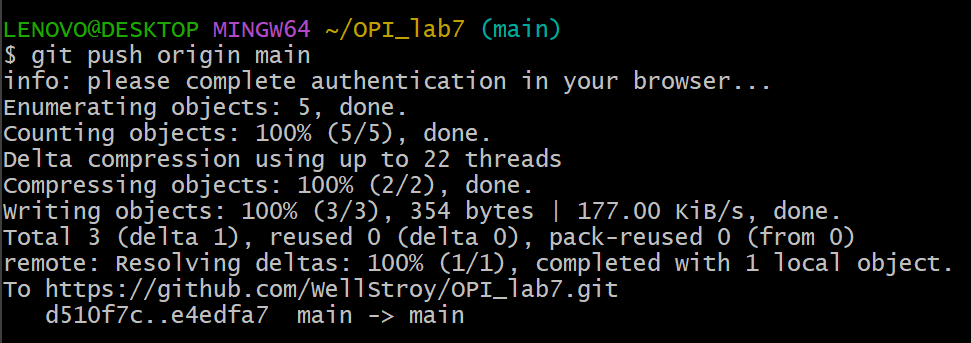 LENOVO@DESKTOP MINGW64 ~/OPI_lab7 (main)
$ git push origin main
info: please complete authentication in your browser...
Enumerating objects: 5, done.
Counting objects: 100% (5/5), done.
Delta compression using up to 22 threads
Compressing objects: 100% (2/2), done.
Writing objects: 100% (3/3), 354 bytes | 177.00 KiB/s, done.
Total 3 (delta 1), reused 0 (delta 0), pack-reused 0 (from 0)
remote: Resolving deltas: 100% (1/1), completed with 1 local object.
To https://github.com/WellStroy/OPI_lab7.git
   d510f7c..e4edfa7  main -> main